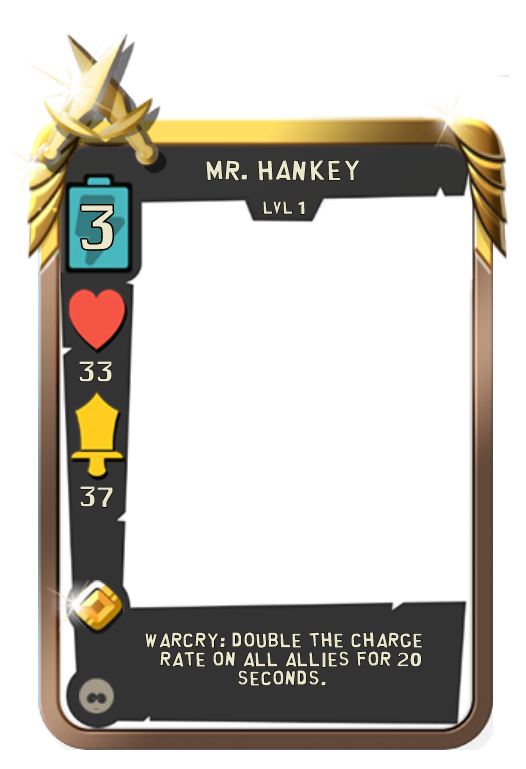 MR. HANKEY
LVL 1
3
33
37
WARCRY: DOUBLE THE CHARGE
RATE ON ALL ALLIES FOR 20
SECONDS.